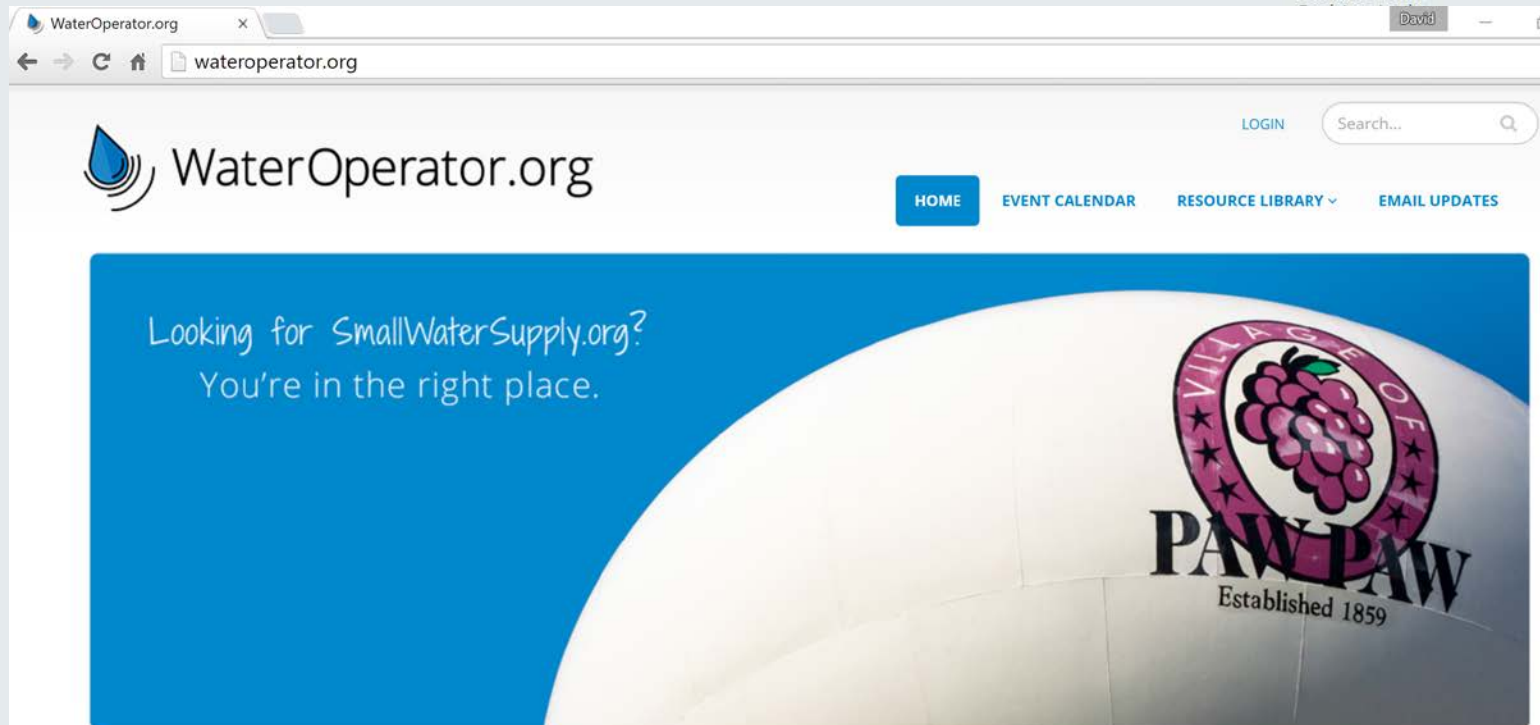 WaterOperator.org
David
wateroperator.org
LOGIN
Search...
WaterOperator.org
HOME
EVENT CALENDAR
RESOURCE LIBRARY
EMAIL UPDATES
Looking for SmallWaterSupply.org?
You're in the right place.
VILLAGE OF
PAW PAW
Established 1859